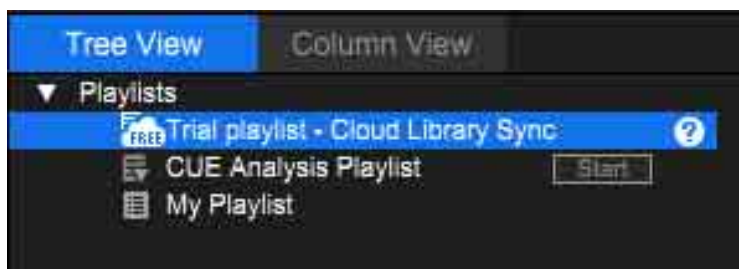 Tree View Column View
Playlists
FREE Trial playlist - Cloud Library Sync ?
CUE Analysis Playlist Start
My Playlist